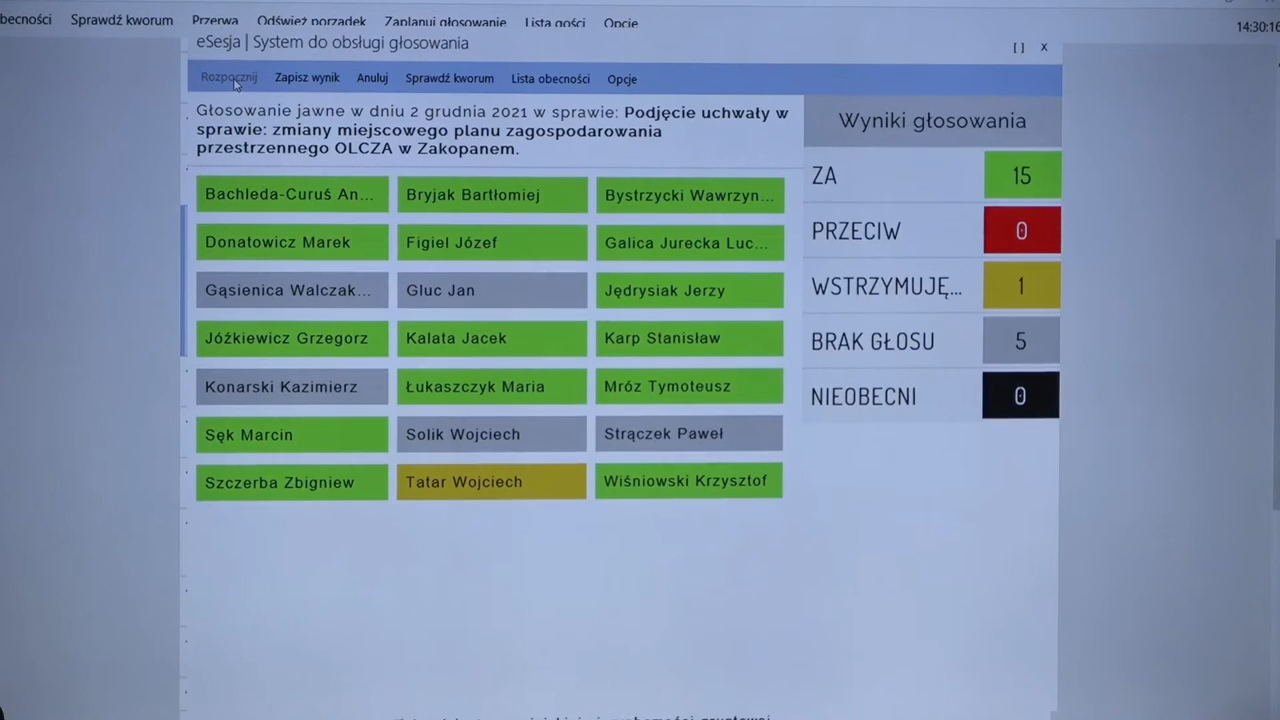 becności Sprawdź kworum Przerwa Odśwież porządek Zaplanuj głosowanie Lista gości Opcje
14:30:16
eSesja | System do obsługi głosowania
[ ] X
Rozpocznij Zapisz wynik Anuluj Sprawdź kworum Lista obecności Opcje
Głosowanie jawne w dniu 2 grudnia 2021 w sprawie: Podjęcie uchwały w
sprawie: zmiany miejscowego planu zagospodarowania
przestrzennego OLCZA w Zakopanem.
Bachleda-Curuś An... Bryjak Bartłomiej Bystrzycki Wawrzyn...
Donatowicz Marek Figiel Józef Galica Jurecka Luc...
Gąsienica Walczak... Gluc Jan Jędrysiak Jerzy
Jóżkiewicz Grzegorz Kalata Jacek Karp Stanisław
Konarski Kazimierz Łukaszczyk Maria Mróz Tymoteusz
Sęk Marcin Solik Wojciech Strączek Paweł
Szczerba Zbigniew Tatar Wojciech Wiśniowski Krzysztof
Wyniki głosowania
ZA 15
PRZECIW 0
WSTRZYMUJĘ... 1
BRAK GŁOSU 5
NIEOBECNI 0